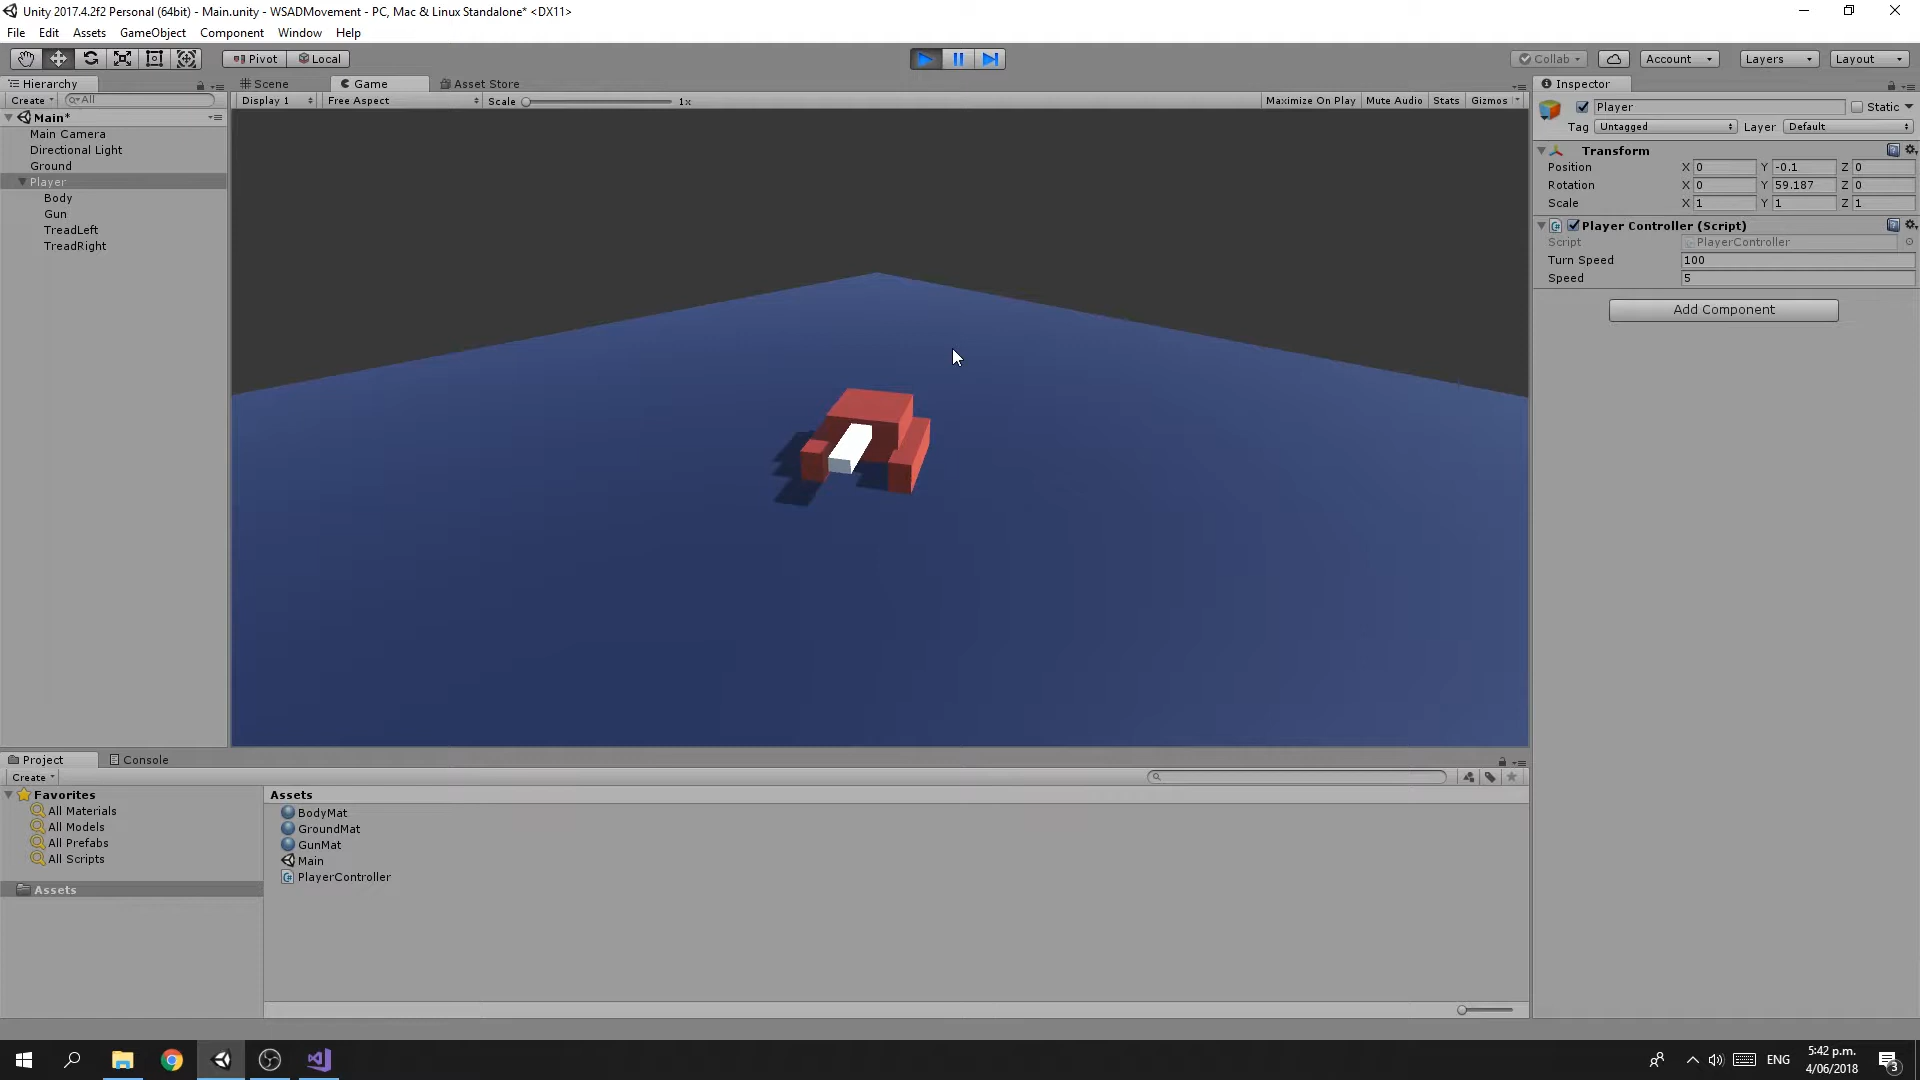 Unity 2017.4.2f2 Personal (64bit) - Main.unity - WSADMovement - PC, Mac & Linux Standalone* <DX11>
File Edit Assets GameObject Component Window Help
Pivot Local Collab Account Layers Layout
Hierarchy Scene Game Asset Store Inspector
Create All Display 1 Free Aspect Scale 1x Maximize On Play Mute Audio Stats Gizmos Player Static
Main*
Tag Untagged Layer Default
Main Camera
Directional Light
Transform
Ground
Position X 0 Y -0.1 Z 0
Player
Rotation X 0 Y 59.187 Z 0
Body
Scale X 1 Y 1 Z 1
Gun
TreadLeft
Player Controller (Script)
TreadRight
Script PlayerController
Turn Speed 100
Speed 5
Add Component
Project Console
Create
Favorites Assets
All Materials BodyMat
All Models GroundMat
All Prefabs GunMat
All Scripts Main
PlayerController
Assets
ENG 5:42 p.m.
4/06/2018 3